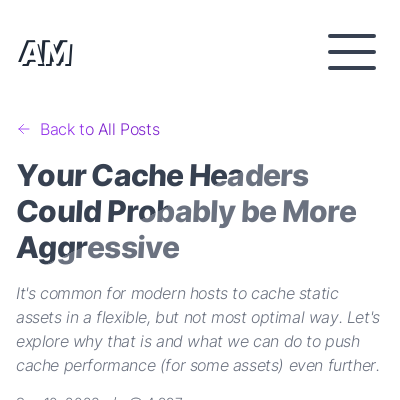 AM
← Back to All Posts
Your Cache Headers
Could Probably be More
Aggressive
It's common for modern hosts to cache static
assets in a flexible, but not most optimal way. Let's
explore why that is and what we can do to push
cache performance (for some assets) even further.